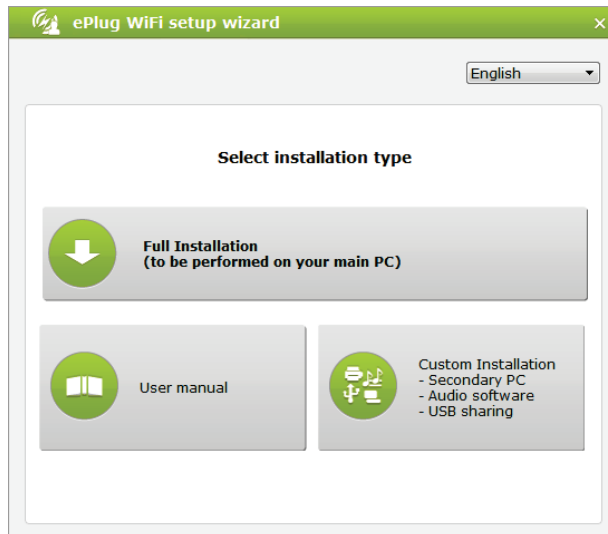 ePlug WiFi setup wizard
English
Select installation type
Full Installation
(to be performed on your main PC)
User manual
Custom Installation
- Secondary PC
- Audio software
- USB sharing